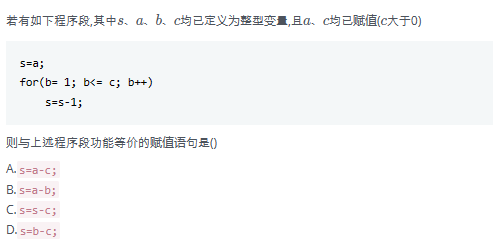 若有如下程序段,其中s、a、b、c均已定义为整型变量,且a、c均已赋值(c大于0)
s=a;
for(b= 1; b<= c; b++)
s=s-1;
则与上述程序段功能等价的赋值语句是()
A. s=a-c;
B. s=a-b;
C. s=s-c;
D. s=b-c;